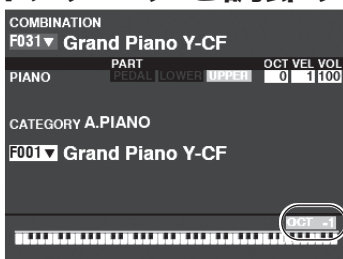 COMBINATION
F031▼ Grand Piano Y-CF
PART OCT VEL VOL
PIANO PEDAL LOWER UPPER 0 1 100
CATEGORY A.PIANO
F001▼ Grand Piano Y-CF
OCT -1